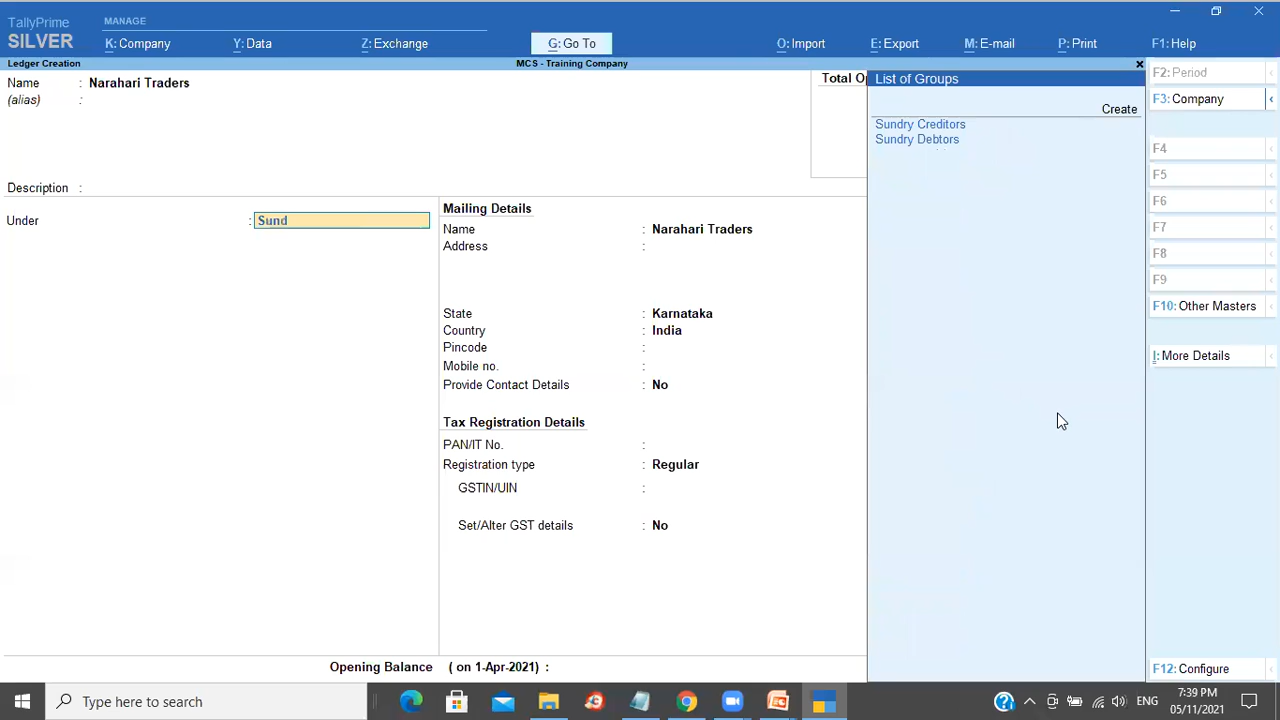 TallyPrime
MANAGE
SILVER
K: Company
Y: Data
Z: Exchange
G: Go To
O: Import
E: Export
M: E-mail
P: Print
F1: Help
Ledger Creation
MCS - Training Company
Name : Narahari Traders
(alias) :
Total Op
List of Groups
Create
Sundry Creditors
Sundry Debtors
F2: Period
F3: Company
F4
F5
F6
F7
F8
F9
F10: Other Masters
I: More Details
F12: Configure
Description :
Under : Sund
Mailing Details
Name : Narahari Traders
Address :
State : Karnataka
Country : India
Pincode :
Mobile no. :
Provide Contact Details : No
Tax Registration Details
PAN/IT No. :
Registration type : Regular
GSTIN/UIN :
Set/Alter GST details : No
Opening Balance ( on 1-Apr-2021) :
Type here to search
ENG
7:39 PM
05/11/2021